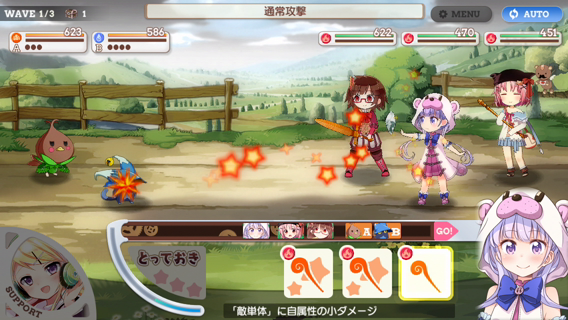 WAVE 1/3
1
通常攻撃
MENU
AUTO
623
586
622
470
451
A
B
A
B
GO!
とっておき
SUPPORT
「敵単体」に自属性の小ダメージ